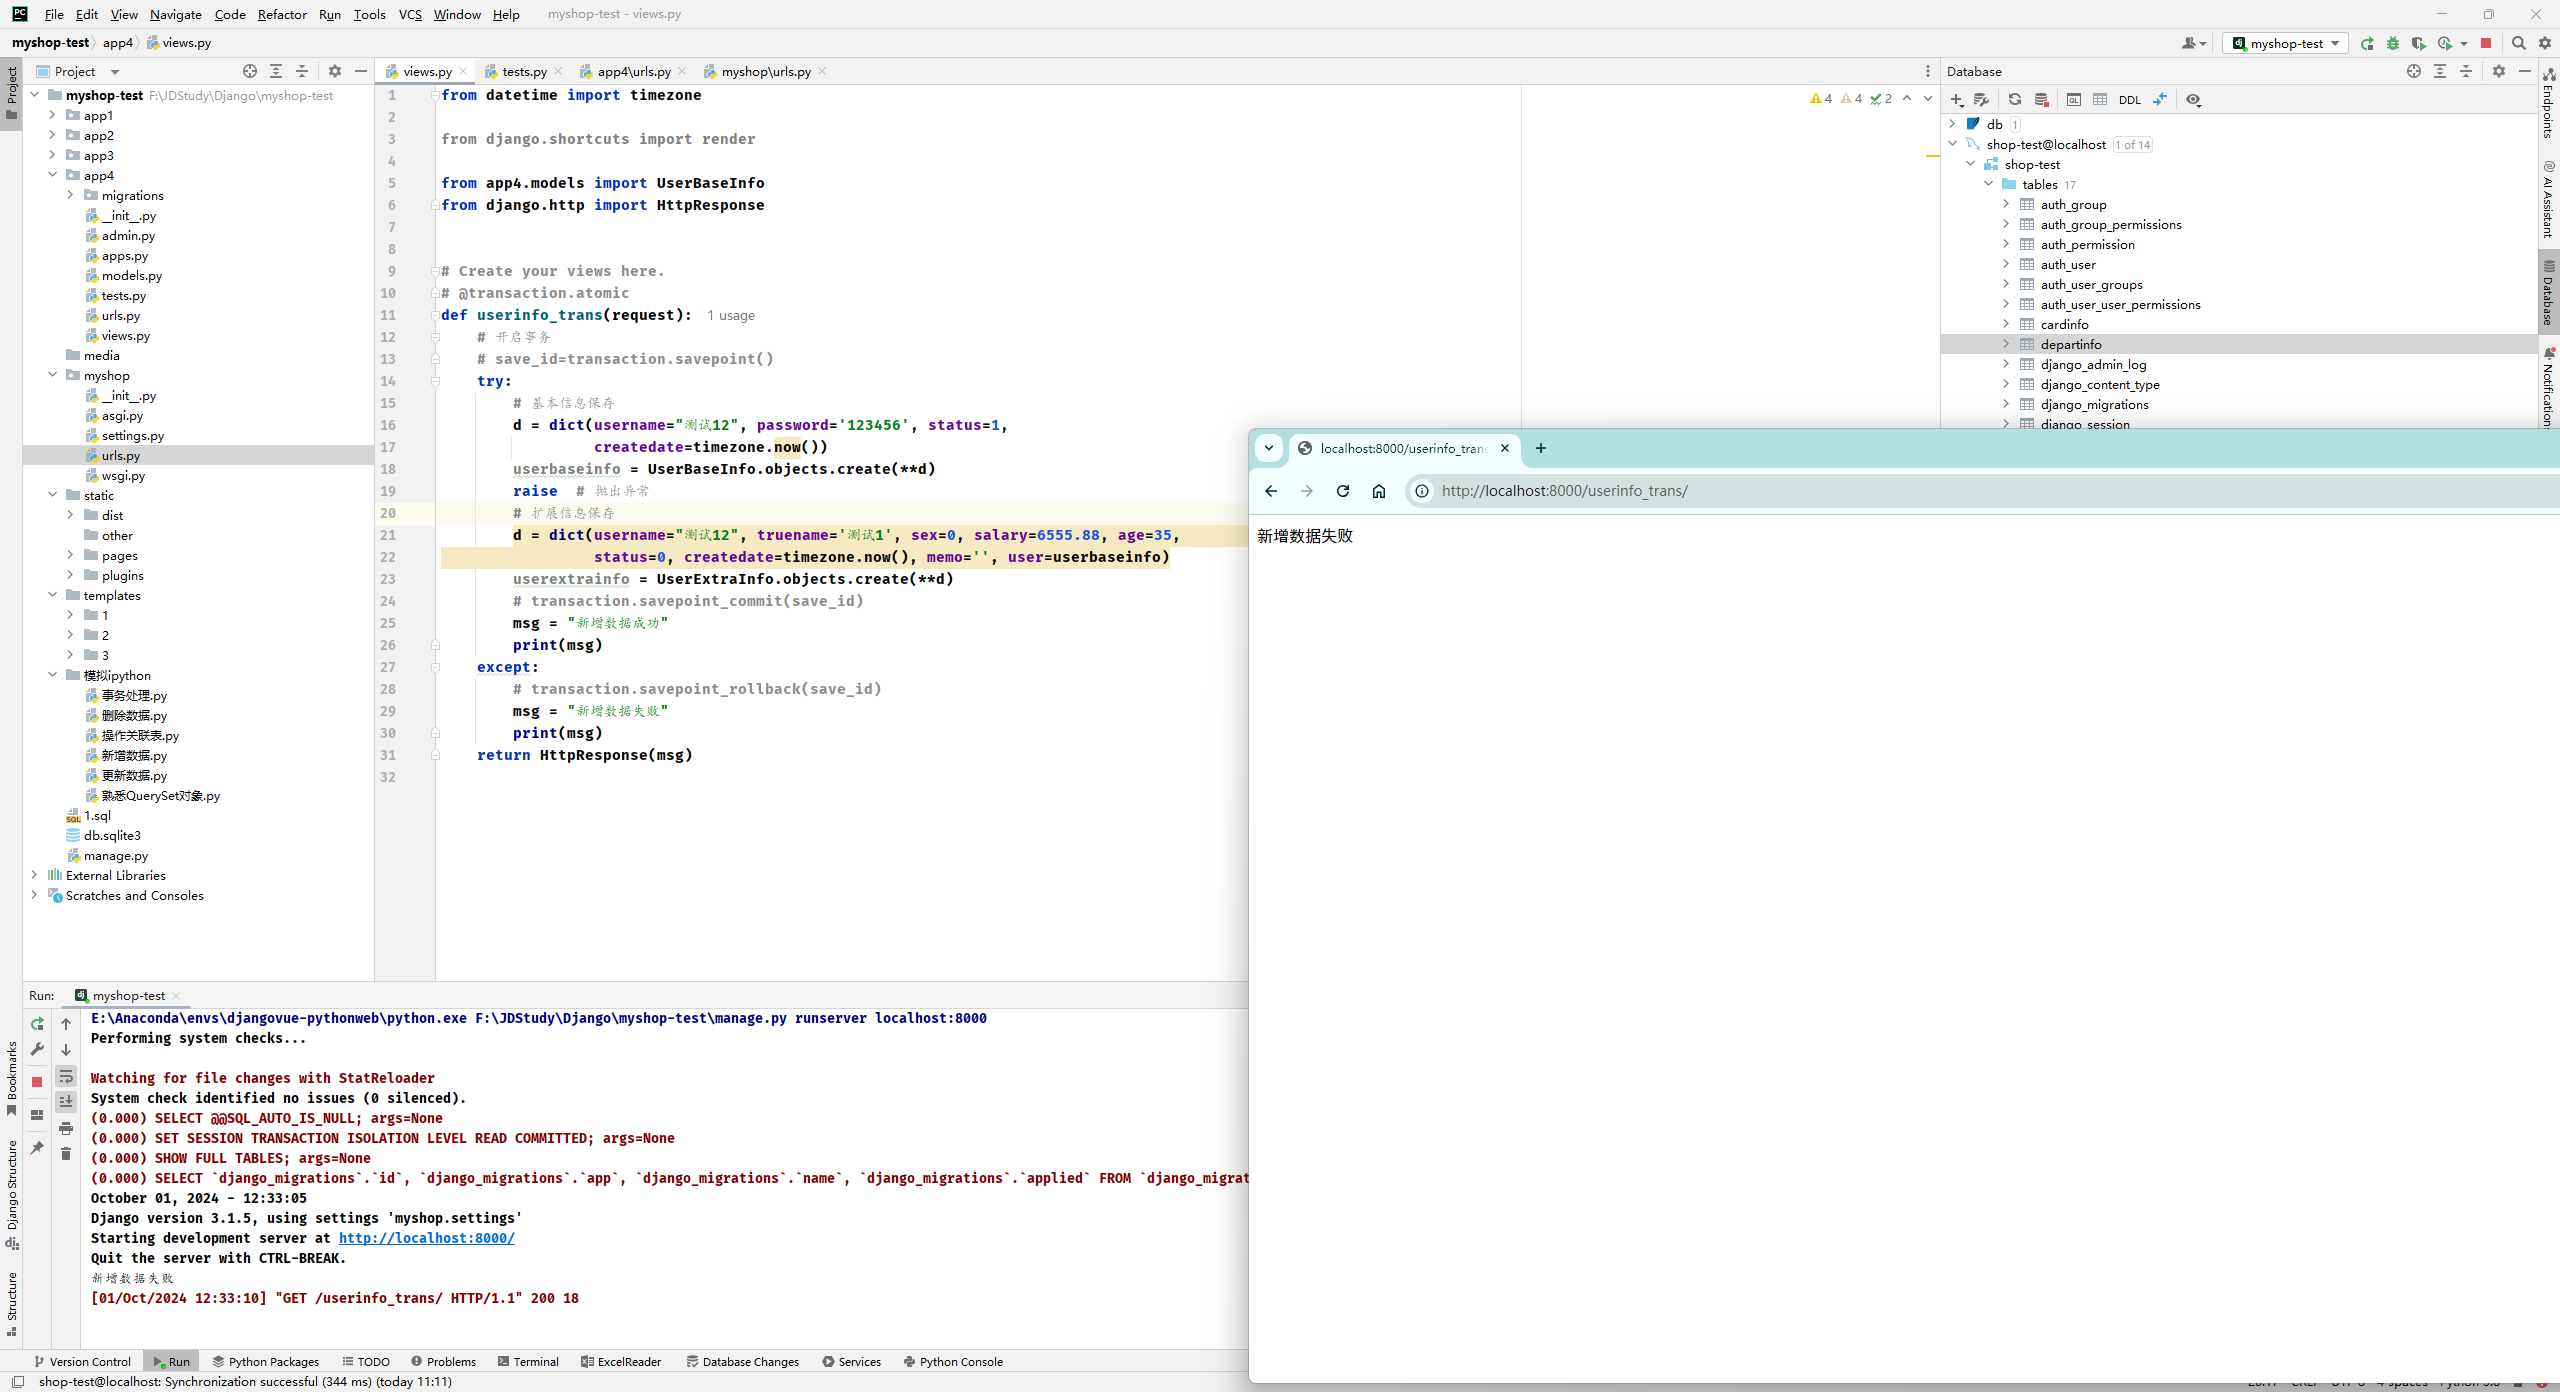 File Edit View Navigate Code Refactor Run Tools VCS Window Help myshop-test - views.py
myshop-test app4 views.py
myshop-test
Project
views.py tests.py app4\urls.py myshop\urls.py
Database
myshop-test F:\JDStudy\Django\myshop-test
app1
app2
app3
app4
migrations
__init__.py
admin.py
apps.py
models.py
tests.py
urls.py
views.py
media
myshop
__init__.py
asgi.py
settings.py
urls.py
wsgi.py
static
dist
other
pages
plugins
templates
1
2
3
模拟ipython
事务处理.py
删除数据.py
操作关联表.py
新增数据.py
更新数据.py
熟悉QuerySet对象.py
1.sql
db.sqlite3
manage.py
External Libraries
Scratches and Consoles
1 from datetime import timezone
2
3 from django.shortcuts import render
4
5 from app4.models import UserBaseInfo
6 from django.http import HttpResponse
7
8
9 # Create your views here.
10 # @transaction.atomic
11 def userinfo_trans(request): 1 usage
12 # 开启事务
13 # save_id=transaction.savepoint()
14 try:
15 # 基本信息保存
16 d = dict(username="测试12", password='123456', status=1,
17 createdate=timezone.now())
18 userbaseinfo = UserBaseInfo.objects.create(**d)
19 raise # 抛出异常
20 # 扩展信息保存
21 d = dict(username="测试12", truename='测试1', sex=0, salary=6555.88, age=35,
22 status=0, createdate=timezone.now(), memo='', user=userbaseinfo)
23 userextrainfo = UserExtraInfo.objects.create(**d)
24 # transaction.savepoint_commit(save_id)
25 msg = "新增数据成功"
26 print(msg)
27 except:
28 # transaction.savepoint_rollback(save_id)
29 msg = "新增数据失败"
30 print(msg)
31 return HttpResponse(msg)
32
4 4 2
DDL
db 1
shop-test@localhost 1 of 14
shop-test
tables 17
auth_group
auth_group_permissions
auth_permission
auth_user
auth_user_groups
auth_user_user_permissions
cardinfo
departinfo
django_admin_log
django_content_type
django_migrations
django_session
Endpoints
AI Assistant
Database
Notifications
localhost:8000/userinfo_trans
http://localhost:8000/userinfo_trans/
新增数据失败
Project
Bookmarks
Django Structure
Structure
Run: myshop-test
E:\Anaconda\envs\djangovue-pythonweb\python.exe F:\JDStudy\Django\myshop-test\manage.py runserver localhost:8000
Performing system checks...
Watching for file changes with StatReloader
System check identified no issues (0 silenced).
(0.000) SELECT @@SQL_AUTO_IS_NULL; args=None
(0.000) SET SESSION TRANSACTION ISOLATION LEVEL READ COMMITTED; args=None
(0.000) SHOW FULL TABLES; args=None
(0.000) SELECT `django_migrations`.`id`, `django_migrations`.`app`, `django_migrations`.`name`, `django_migrations`.`applied` FROM `django_migrat
October 01, 2024 - 12:33:05
Django version 3.1.5, using settings 'myshop.settings'
Starting development server at http://localhost:8000/
Quit the server with CTRL-BREAK.
新增数据失败
[01/Oct/2024 12:33:10] "GET /userinfo_trans/ HTTP/1.1" 200 18
Version Control Run Python Packages TODO Problems Terminal ExcelReader Database Changes Services Python Console
shop-test@localhost: Synchronization successful (344 ms) (today 11:11)